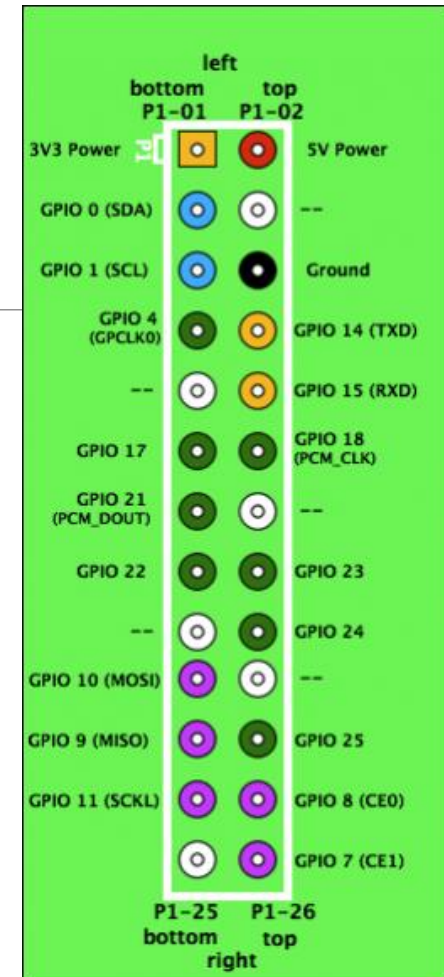 left
bottom top
P1-01 P1-02
3V3 Power P1 5V Power
GPIO 0 (SDA) --
GPIO 1 (SCL) Ground
GPIO 4
(GPCLK0) GPIO 14 (TXD)
-- GPIO 15 (RXD)
GPIO 17 GPIO 18
(PCM_CLK)
GPIO 21
(PCM_DOUT) --
GPIO 22 GPIO 23
-- GPIO 24
GPIO 10 (MOSI) --
GPIO 9 (MISO) GPIO 25
GPIO 11 (SCKL) GPIO 8 (CE0)
GPIO 7 (CE1)
P1-25 P1-26
bottom top
right